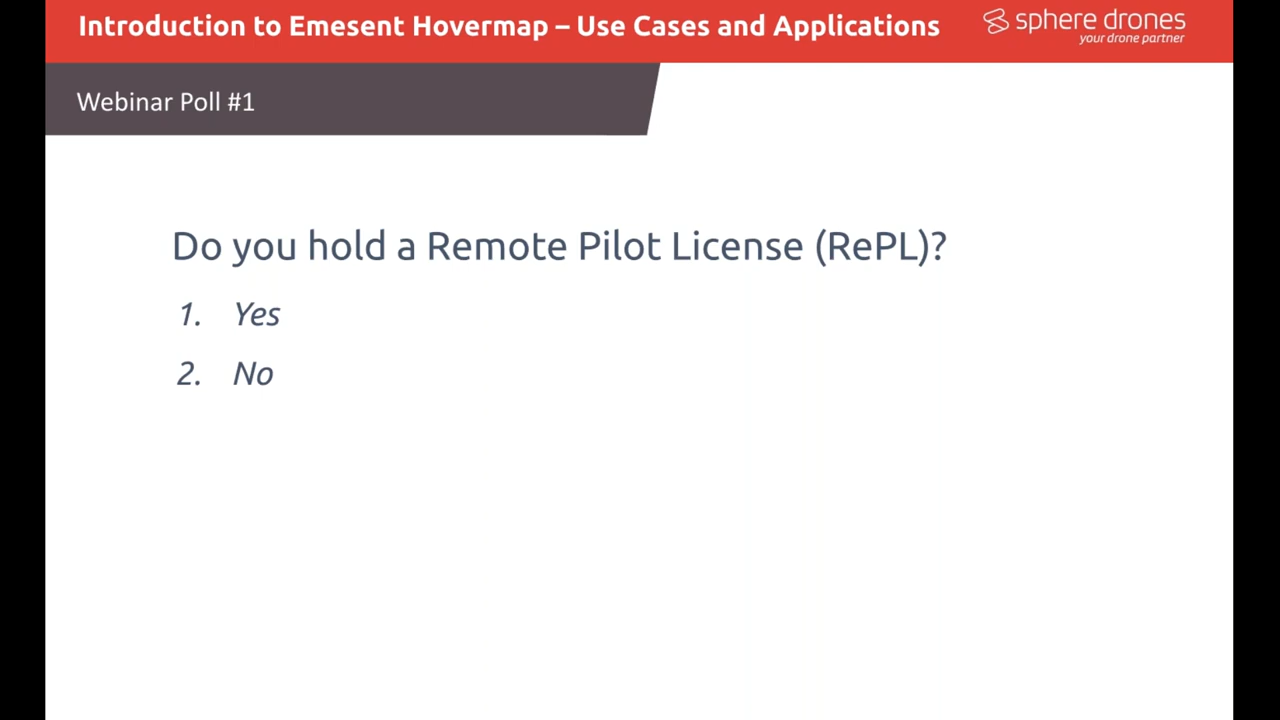 Introduction to Emesent Hovermap – Use Cases and Applications
sphere drones
your drone partner
Webinar Poll #1
Do you hold a Remote Pilot License (RePL)?
1. Yes
2. No